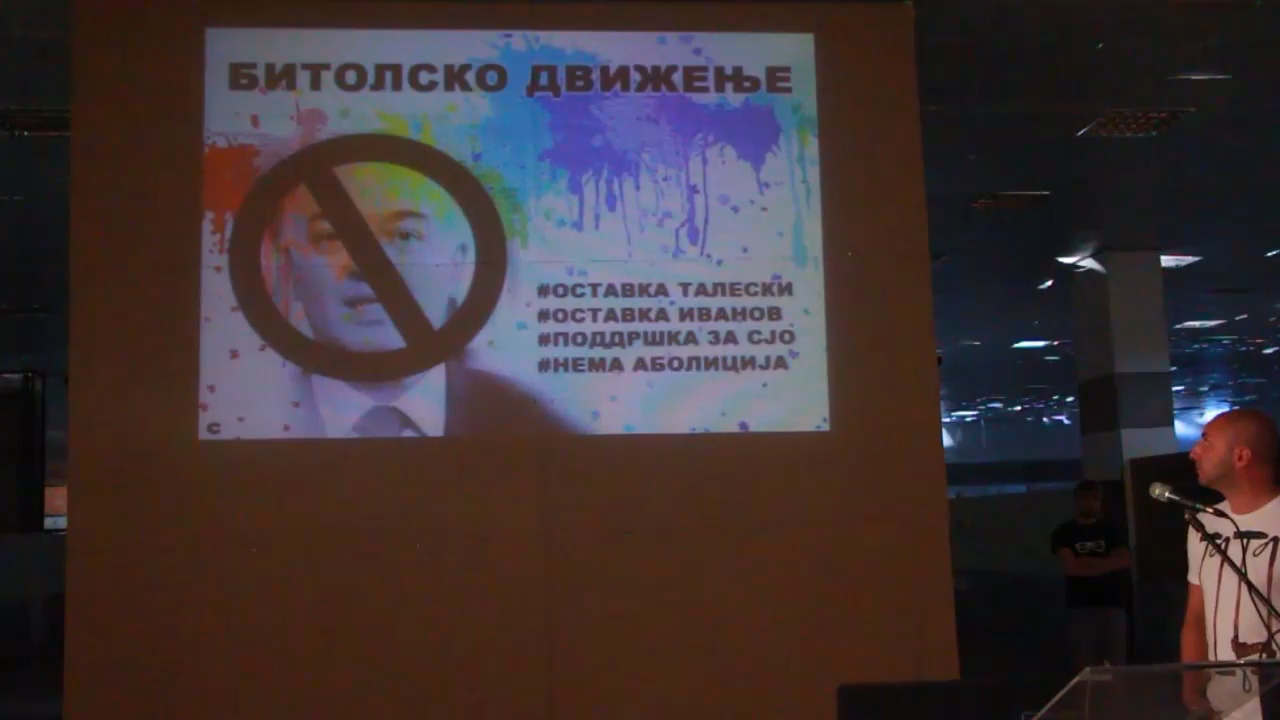 БИТОЛСКО ДВИЖЕЊЕ
#ОСТАВКА ТАЛЕСКИ
#ОСТАВКА ИВАНОВ
#ПОДДРШКА ЗА СЈО
#НЕМА АБОЛИЦИЈА
С